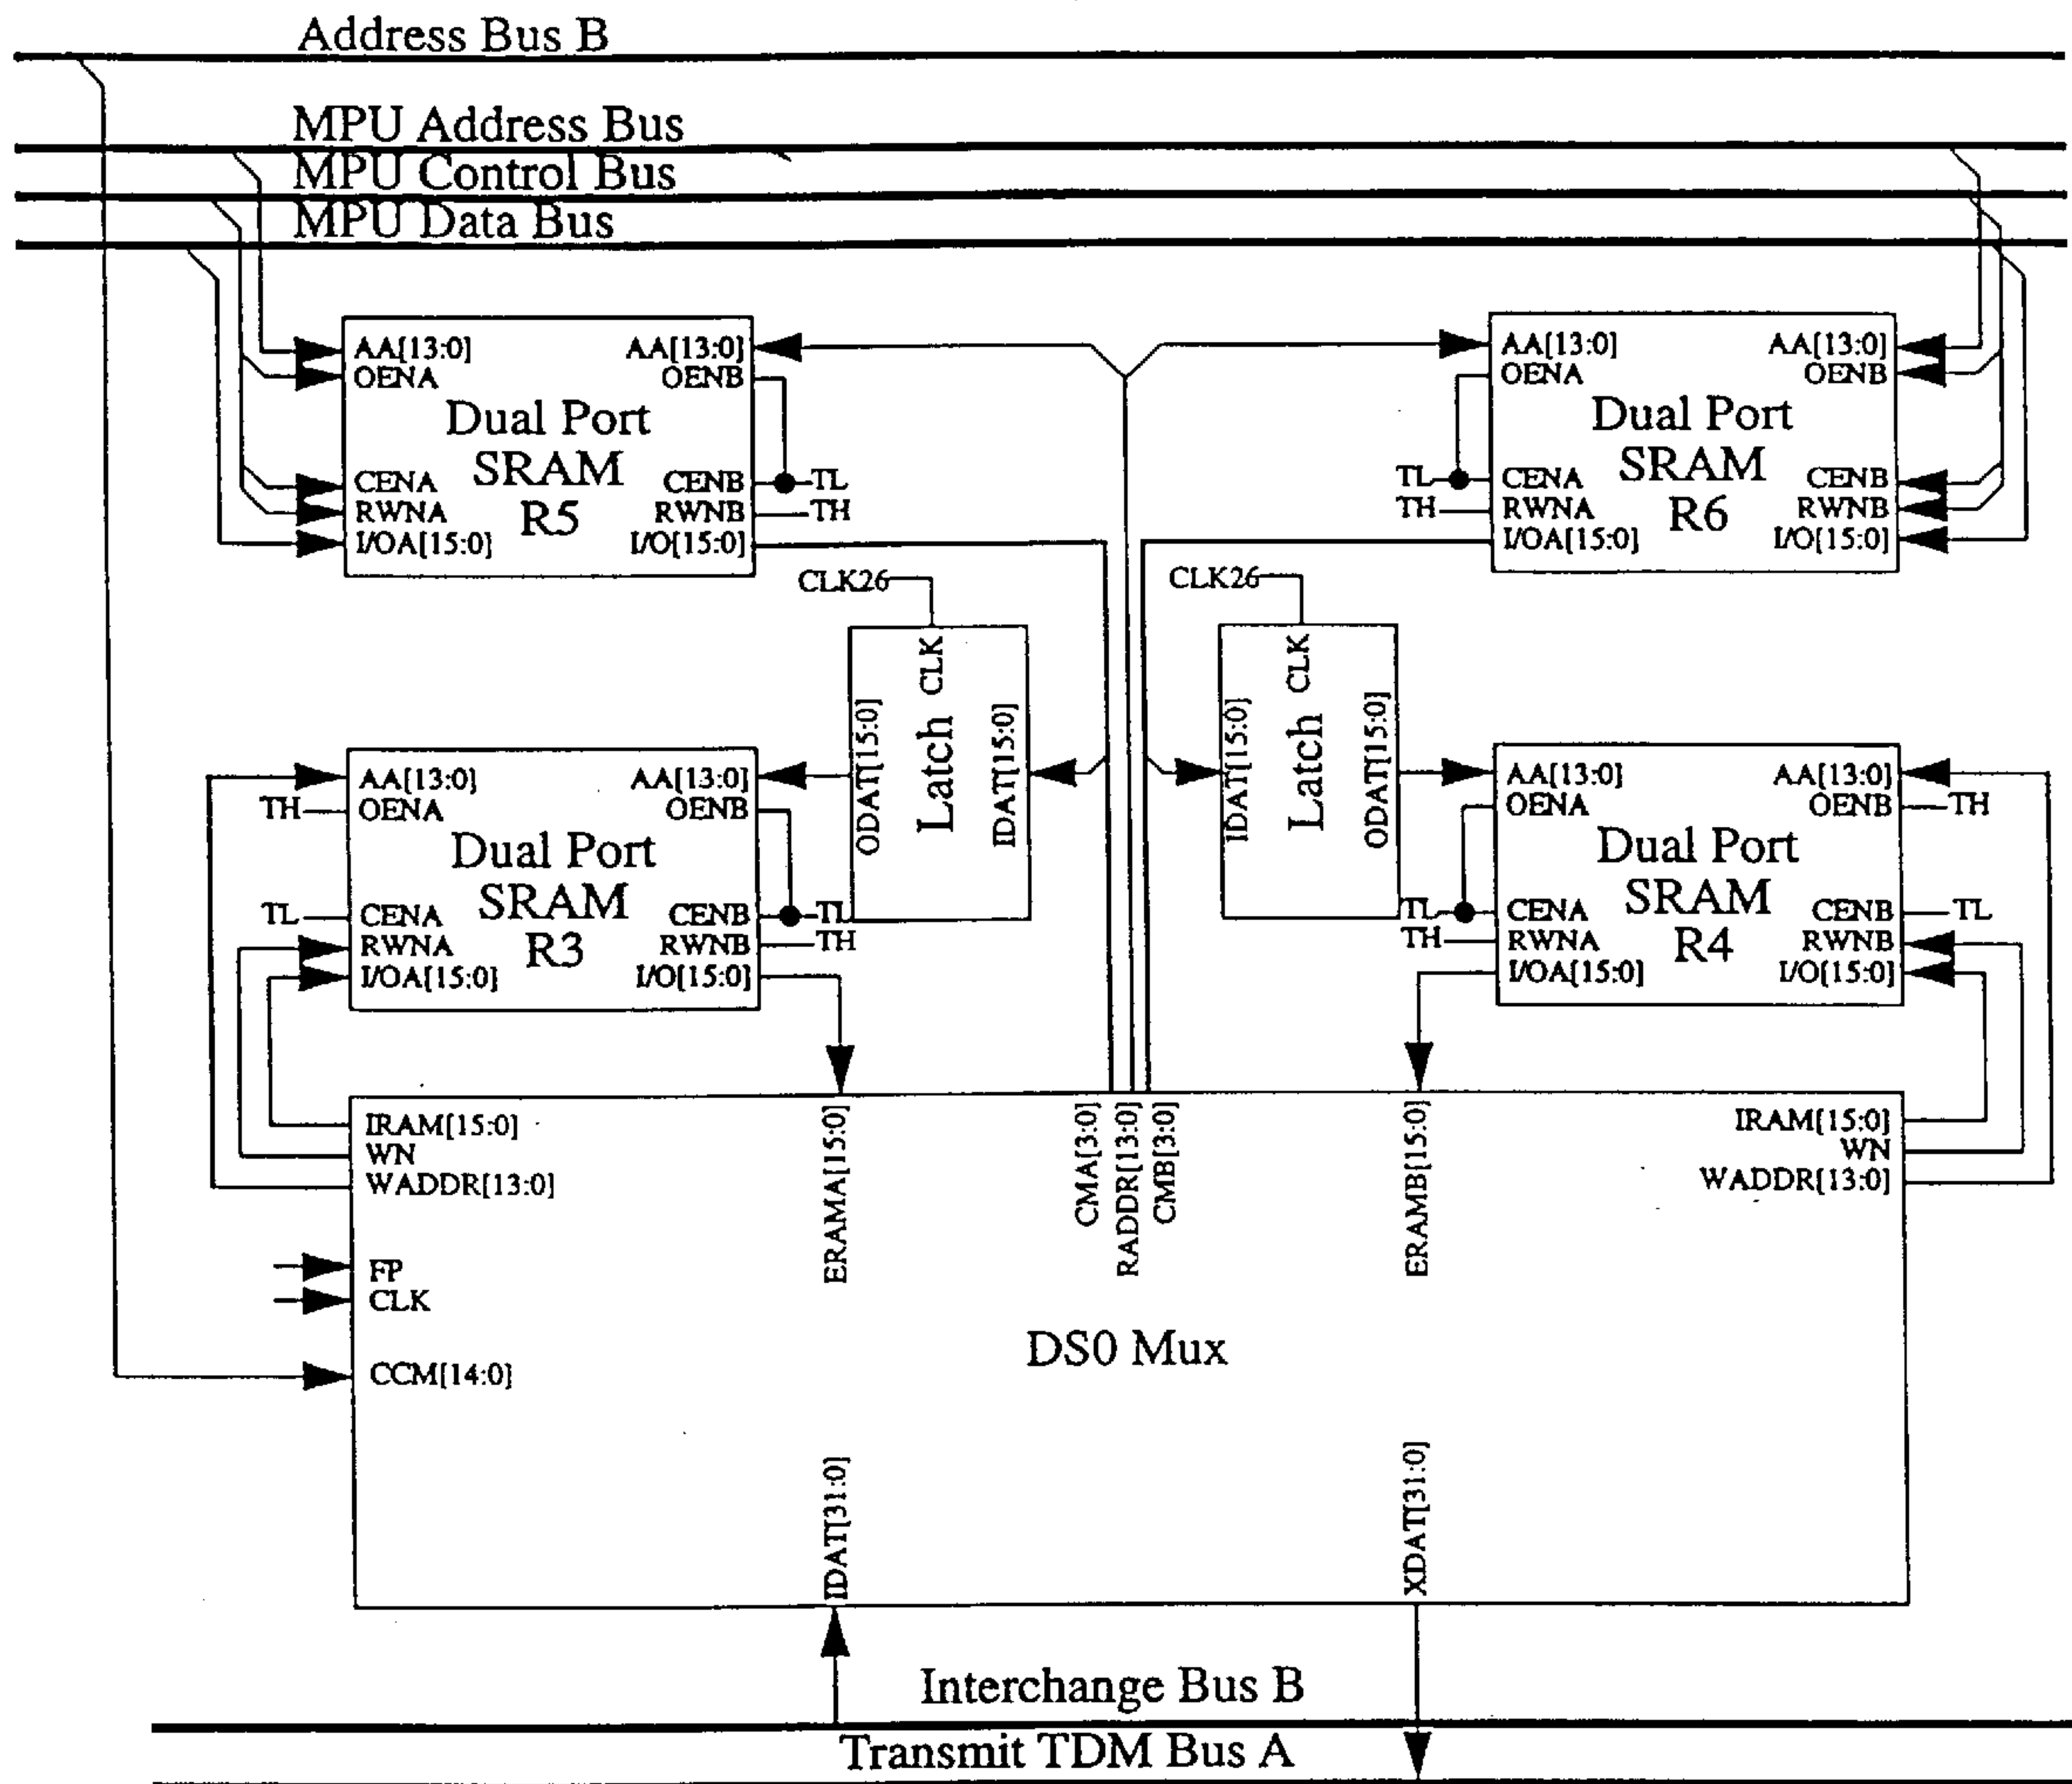 Address Bus B
MPU Address Bus
MPU Control Bus
MPU Data Bus
AA[13:0]
OENA
CENA
RWNA
I/OA[15:0]
Dual Port
SRAM
R5
AA[13:0]
OENB
CENB
RWNB
I/O[15:0]
TL
TH
AA[13:0]
OENA
TL
CENA
TH
RWNA
I/OA[15:0]
Dual Port
SRAM
R6
AA[13:0]
OENB
CENB
RWNB
I/O[15:0]
CLK26
CLK
Latch
ODAT[15:0]
IDAT[15:0]
CLK26
CLK
Latch
IDAT[15:0]
ODAT[15:0]
AA[13:0]
TH
OENA
TL
CENA
RWNA
I/OA[15:0]
Dual Port
SRAM
R3
AA[13:0]
OENB
CENB
RWNB
I/O[15:0]
TL
TH
AA[13:0]
OENA
TL
CENA
TH
RWNA
I/OA[15:0]
Dual Port
SRAM
R4
AA[13:0]
OENB
TH
CENB
TL
RWNB
I/O[15:0]
IRAM[15:0]
WN
WADDR[13:0]
FP
CLK
CCM[14:0]
ERAMA[15:0]
CMA[3:0]
RADDR[13:0]
CMB[3:0]
ERAMB[15:0]
IRAM[15:0]
WN
WADDR[13:0]
DS0 Mux
IDAT[31:0]
XDAT[31:0]
Interchange Bus B
Transmit TDM Bus A